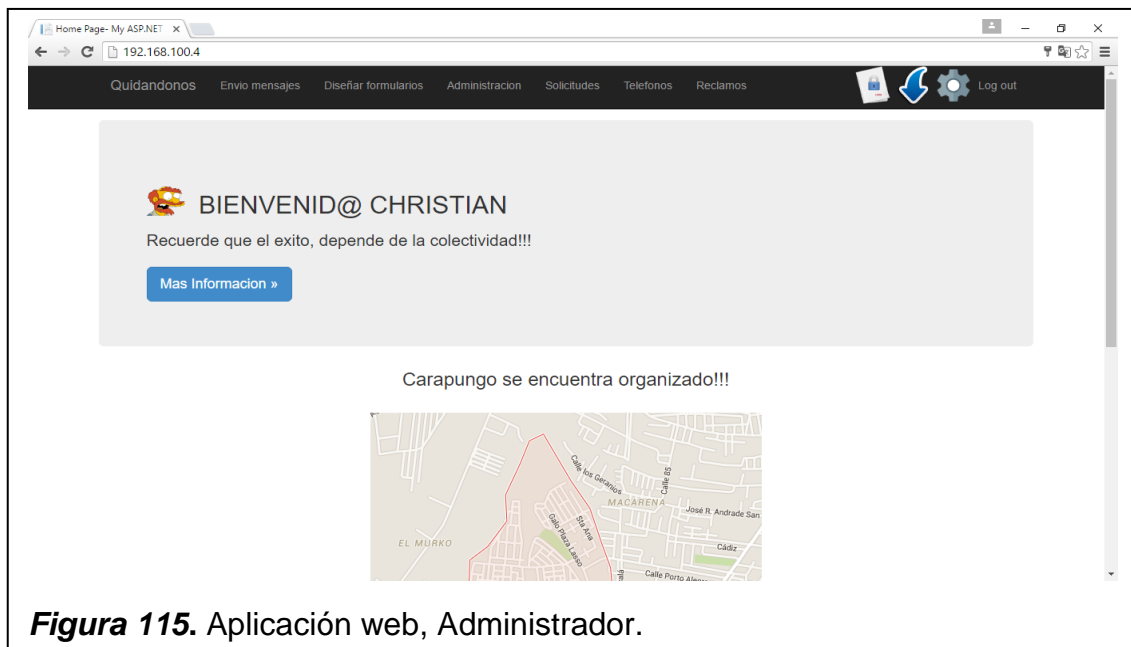 Home Page- My ASP.NET
192.168.100.4
Quidandonos Envio mensajes Diseñar formularios Administracion Solicitudes Telefonos Reclamos Log out
BIENVENID@ CHRISTIAN
Recuerde que el exito, depende de la colectividad!!!
Mas Informacion »
Carapungo se encuentra organizado!!!
Calle los Geranios
Calle 85
MACARENA
José R. Andrade San
Galo Plaza Lasso
Sta Ana
EL MURKO
Cádiz
Calle Porto Alegre
Figura 115. Aplicación web, Administrador.